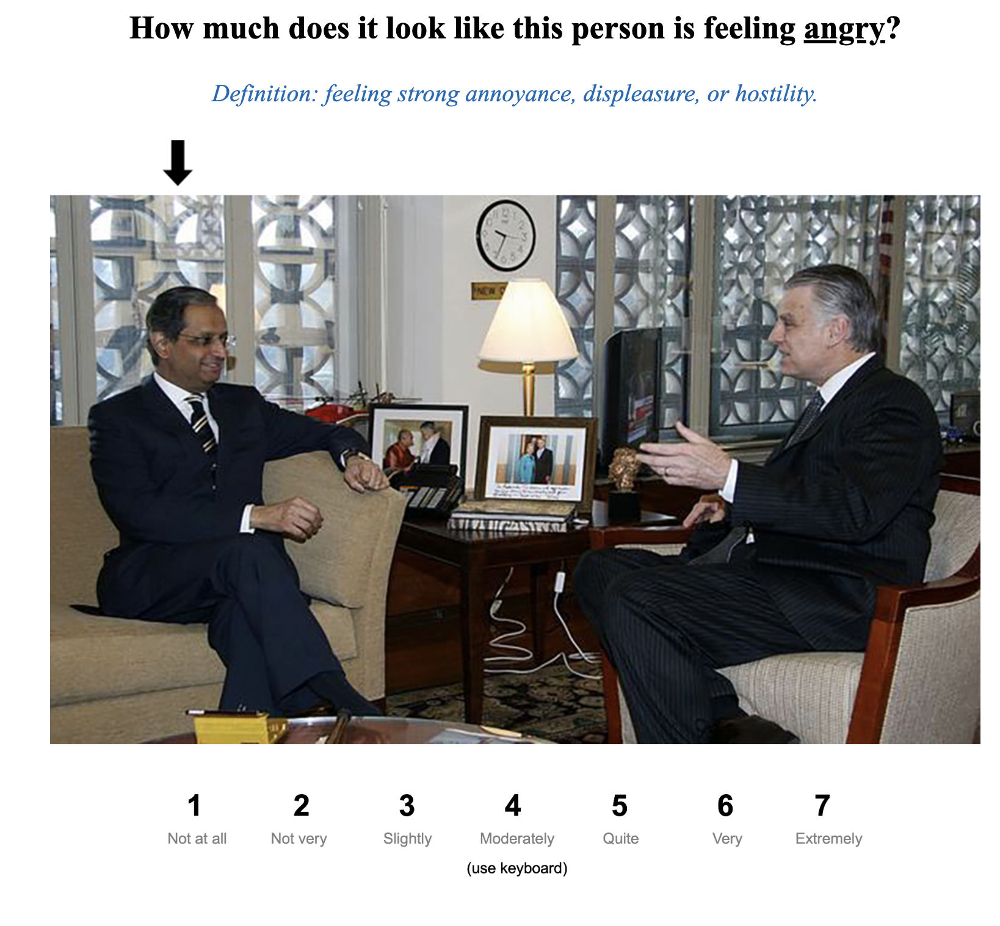 How much does it look like this person is feeling angry?
Definition: feeling strong annoyance, displeasure, or hostility.
NEW
1 2 3 4 5 6 7
Not at all Not very Slightly Moderately Quite Very Extremely
(use keyboard)